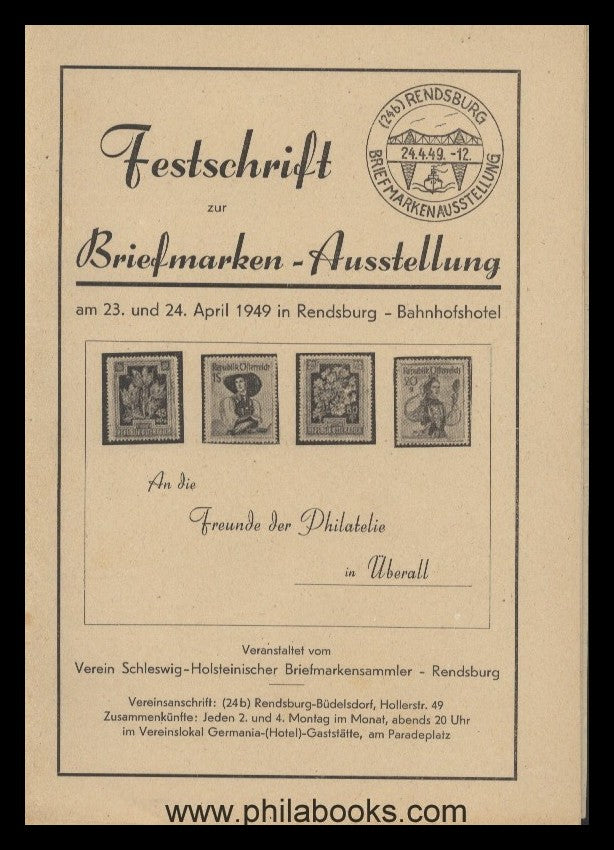 Festschrift
zur
Briefmarken-Ausstellung
(24b) RENDSBURG
24.4.49. -12.
BRIEFMARKENAUSSTELLUNG
am 23. und 24. April 1949 in Rendsburg - Bahnhofshotel
Republik Österreich
1S
Republik Österreich
20
An die
Freunde der Philatelie
in Überall
Veranstaltet vom
Verein Schleswig-Holsteinischer Briefmarkensammler - Rendsburg
Vereinsanschrift: (24b) Rendsburg-Büdelsdorf, Hollerstr. 49
Zusammenkünfte: Jeden 2. und 4. Montag im Monat, abends 20 Uhr
im Vereinslokal Germania-(Hotel)-Gaststätte, am Paradeplatz
www.philabooks.com